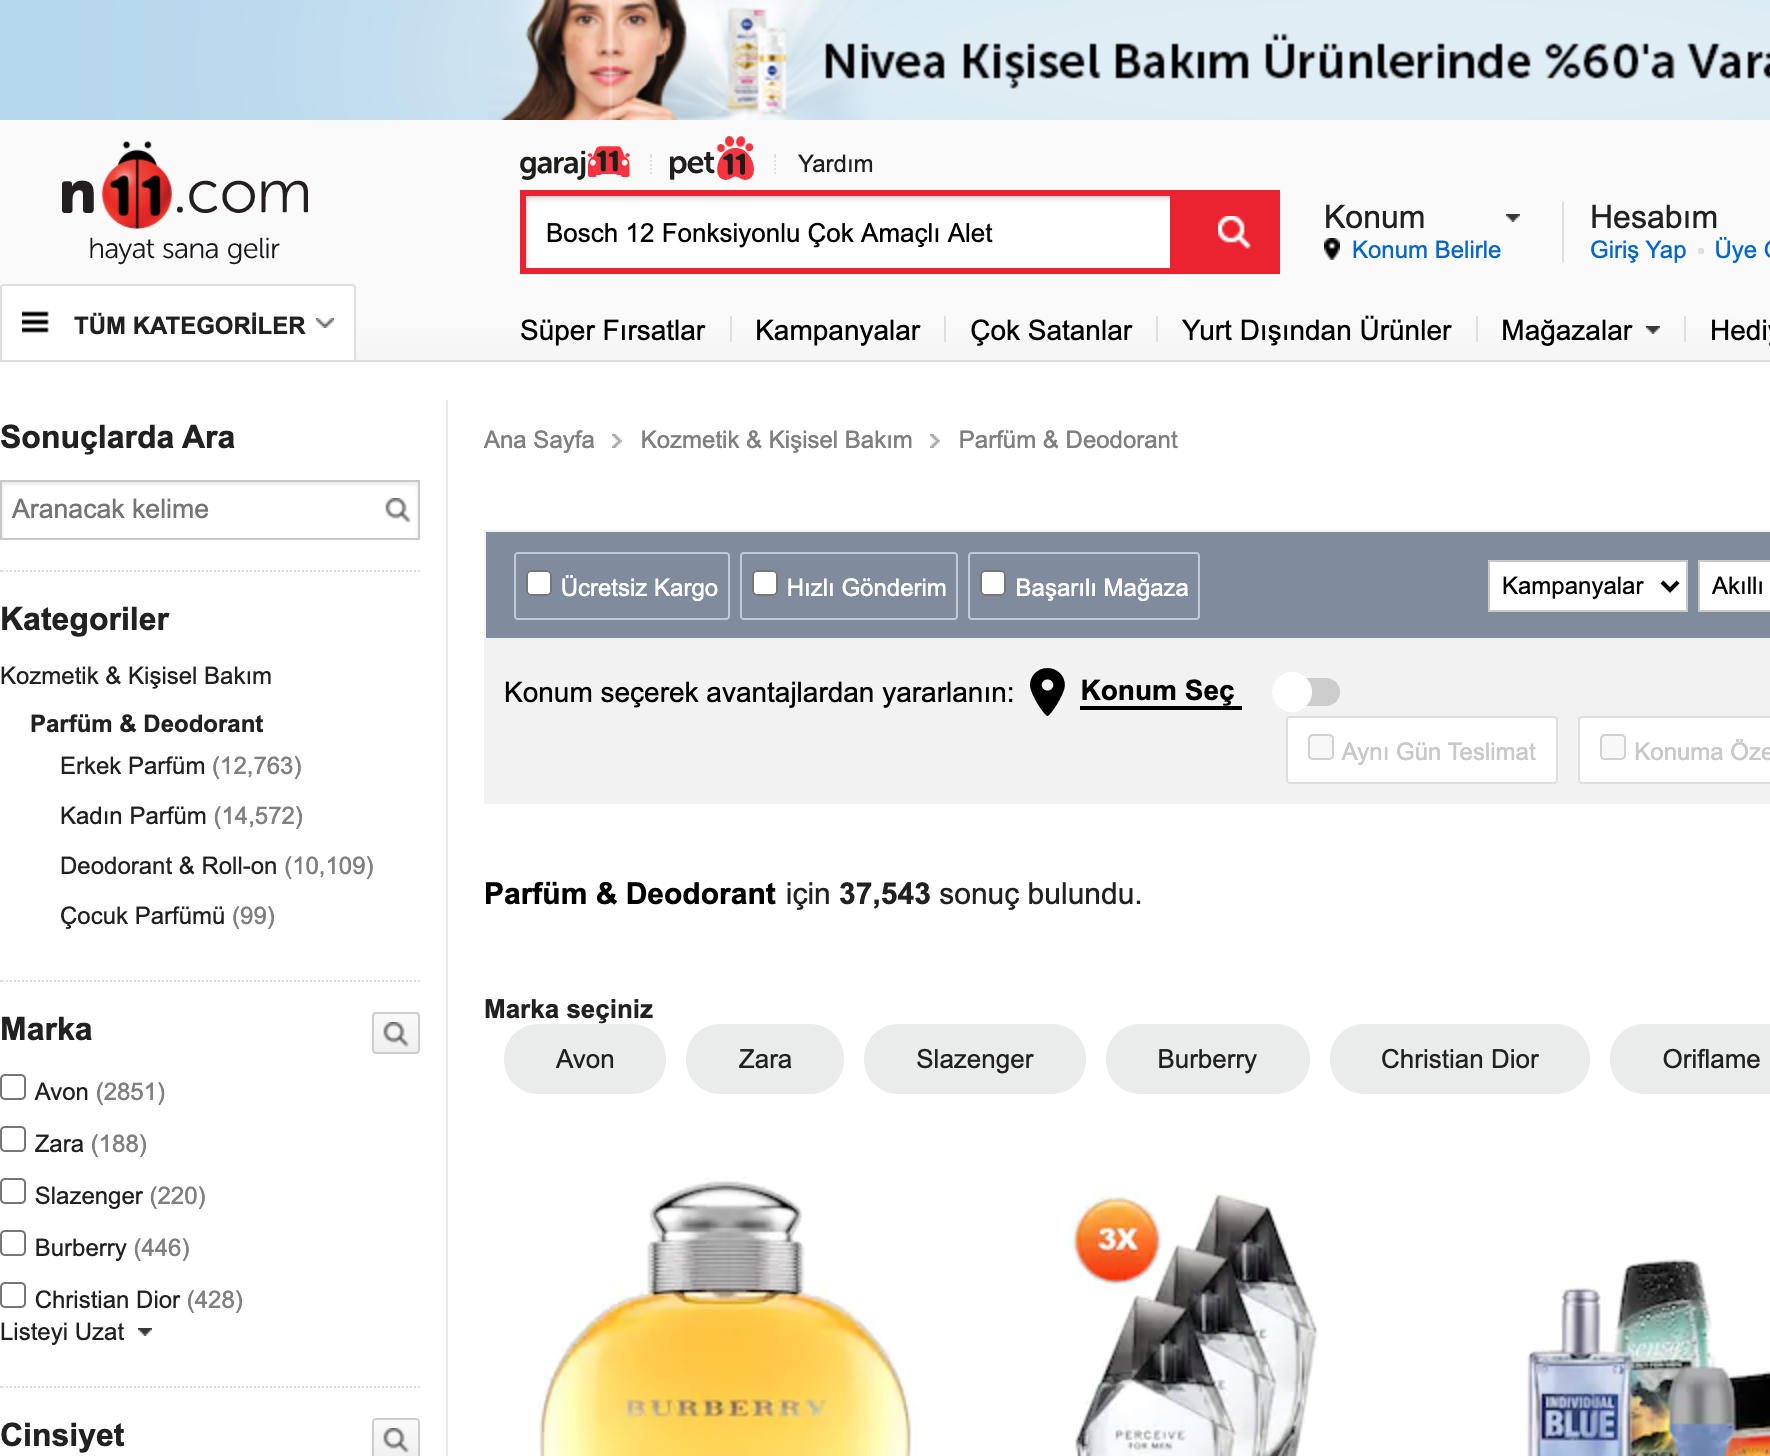 Nivea Kişisel Bakım Ürünlerinde %60'a
n11.com
hayat sana gelir
garaj11
pet11
Yardım
Bosch 12 Fonksiyonlu Çok Amaçlı Alet
Konum
Konum Belirle
Hesabım
Giriş Yap
Üye
TÜM KATEGORİLER
Süper Fırsatlar
Kampanyalar
Çok Satanlar
Yurt Dışından Ürünler
Mağazalar
Sonuçlarda Ara
Aranacak kelime
Kategoriler
Kozmetik & Kişisel Bakım
Parfüm & Deodorant
Erkek Parfüm (12,763)
Kadın Parfüm (14,572)
Deodorant & Roll-on (10,109)
Çocuk Parfümü (99)
Marka
Avon (2851)
Zara (188)
Slazenger (220)
Burberry (446)
Christian Dior (428)
Listeyi Uzat
Cinsiyet
Ana Sayfa > Kozmetik & Kişisel Bakım > Parfüm & Deodorant
Ücretsiz Kargo
Hızlı Gönderim
Başarılı Mağaza
Kampanyalar
Akıllı
Konum seçerek avantajlardan yararlanın:
Konum Seç
Aynı Gün Teslimat
Konuma
Parfüm & Deodorant için 37,543 sonuç bulundu.
Marka seçiniz
Avon
Zara
Slazenger
Burberry
Christian Dior
Oriflame
BURBERRY
3X
PERCEIVE
FOR MEN
INDIVIDUAL
BLUE